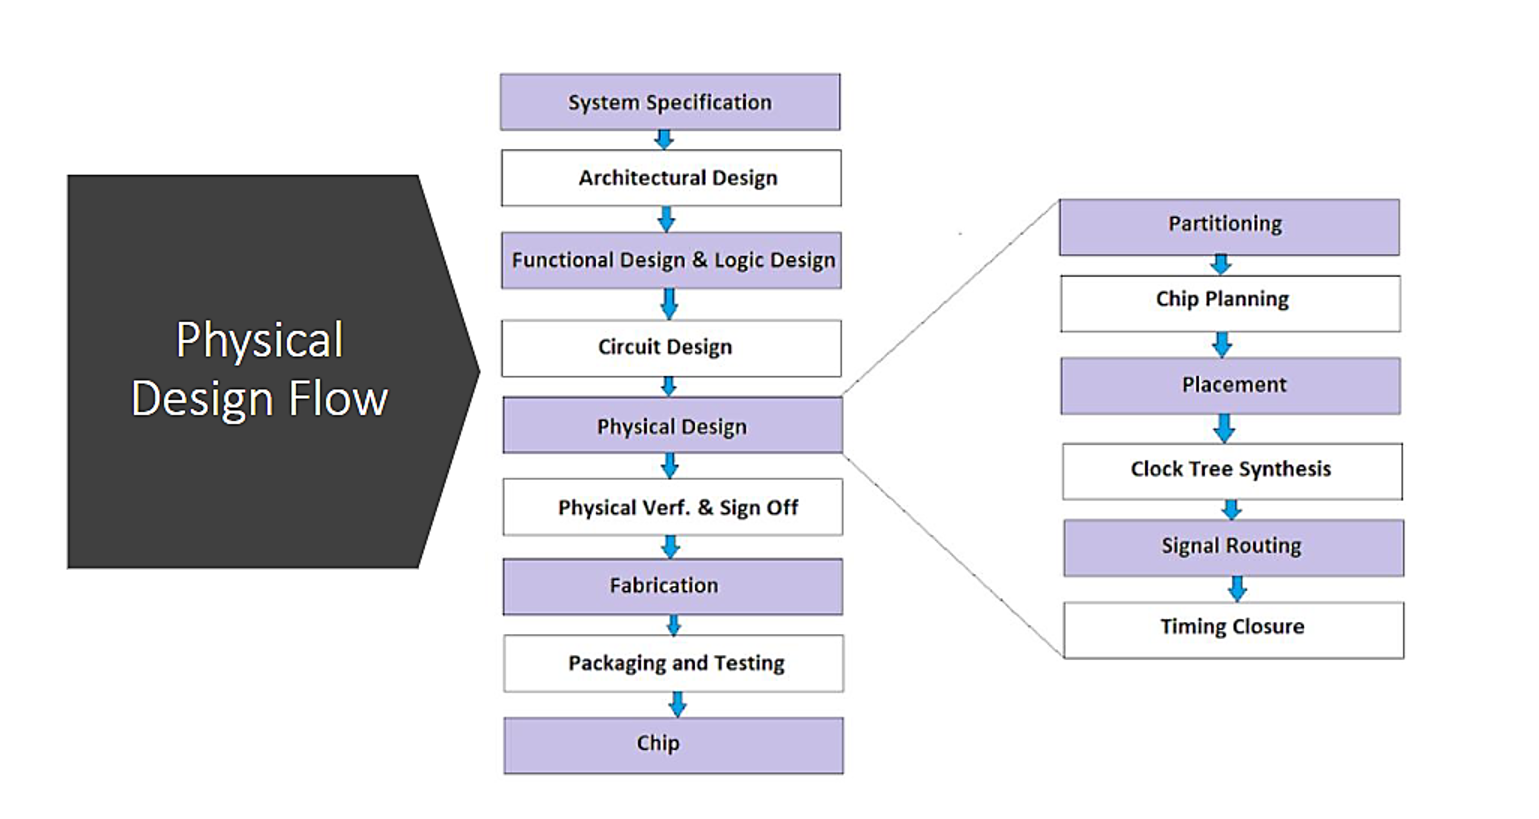 Physical
Design Flow
System Specification
Architectural Design
Functional Design & Logic Design
Circuit Design
Physical Design
Physical Verf. & Sign Off
Fabrication
Packaging and Testing
Chip
Partitioning
Chip Planning
Placement
Clock Tree Synthesis
Signal Routing
Timing Closure